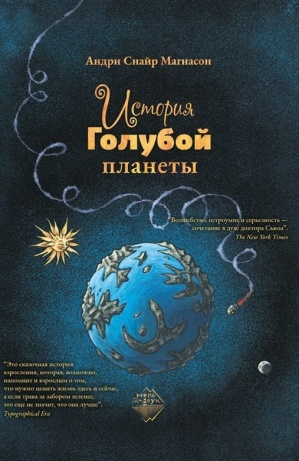 Андри Снайр Магнасон
История
Голубой
планеты
"Волшебство, остроумие и серьезность —
сочетание в духе доктора Сьюза".
The New York Times
"Это сказочная история
взросления, которая, возможно,
напомнит и взрослым о том,
что нужно ценить жизнь здесь и сейчас,
а если трава за забором зеленее,
это еще не значит, что она лучше".
Typographical Era